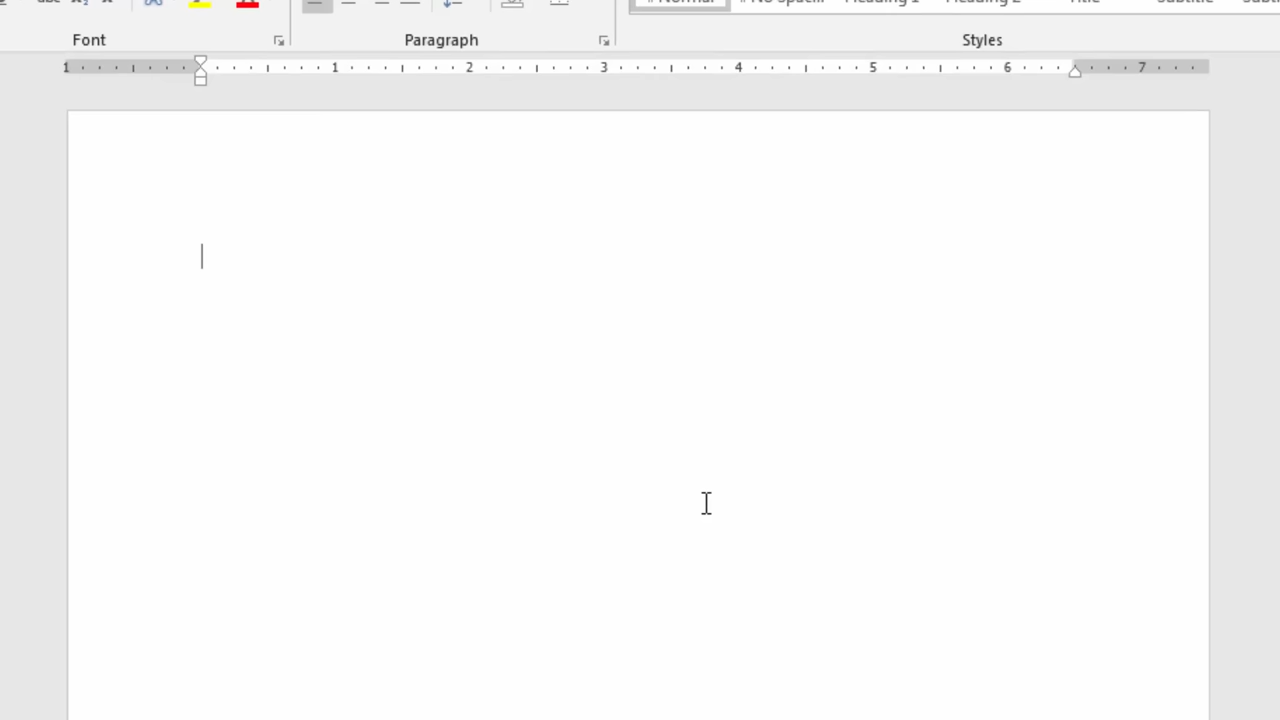 Normal
No Spac...
Heading 1
Heading 2
Title
Subtitle
Font
Paragraph
Styles
1 1 2 3 4 5 6 7